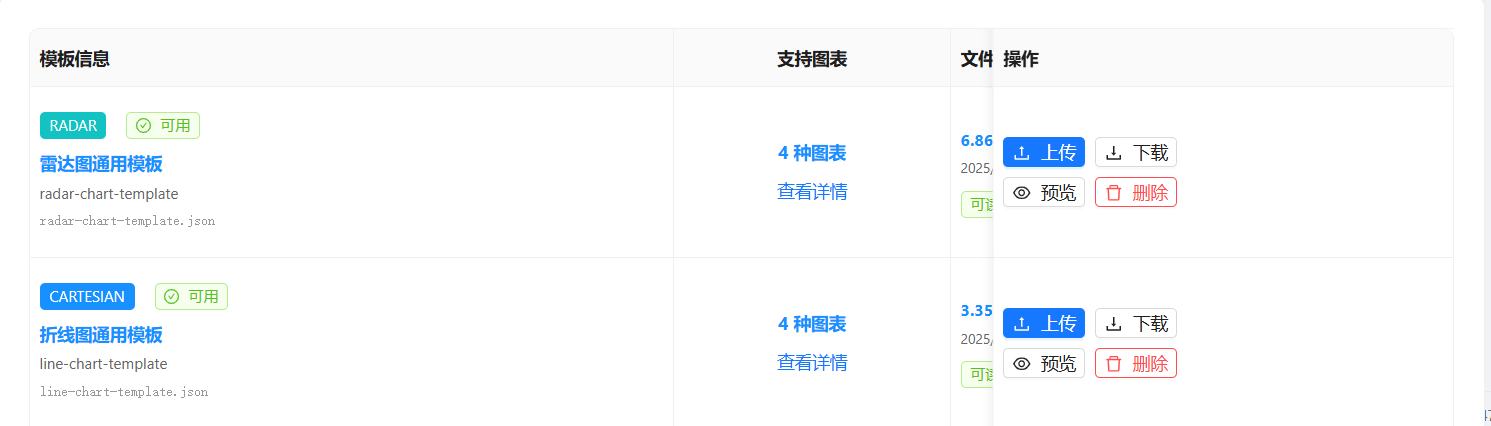 模板信息 支持图表 文件 操作
RADAR 可用
雷达图通用模板
radar-chart-template
radar-chart-template.json
4 种图表
查看详情
6.86
2025/
可
上传 下载
预览 删除
CARTESIAN 可用
折线图通用模板
line-chart-template
line-chart-template.json
4 种图表
查看详情
3.35
2025/
可
上传 下载
预览 删除